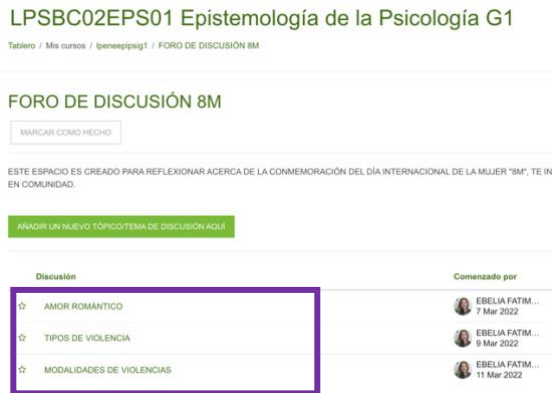 LPSBC02EPS01 Epistemología de la Psicología G1
Tablero / Mis cursos / lpeneepipsig1 / FORO DE DISCUSIÓN 8M
FORO DE DISCUSIÓN 8M
MARCAR COMO HECHO
ESTE ESPACIO ES CREADO PARA REFLEXIONAR ACERCA DE LA CONMEMORACIÓN DEL DÍA INTERNACIONAL DE LA MUJER "8M", TE IN
EN COMUNIDAD.
AÑADIR UN NUEVO TÓPICO/TEMA DE DISCUSIÓN AQUÍ
Discusión Comenzado por
AMOR ROMÁNTICO EBELIA FATIM...
7 Mar 2022
TIPOS DE VIOLENCIA EBELIA FATIM...
9 Mar 2022
MODALIDADES DE VIOLENCIAS EBELIA FATIM...
11 Mar 2022